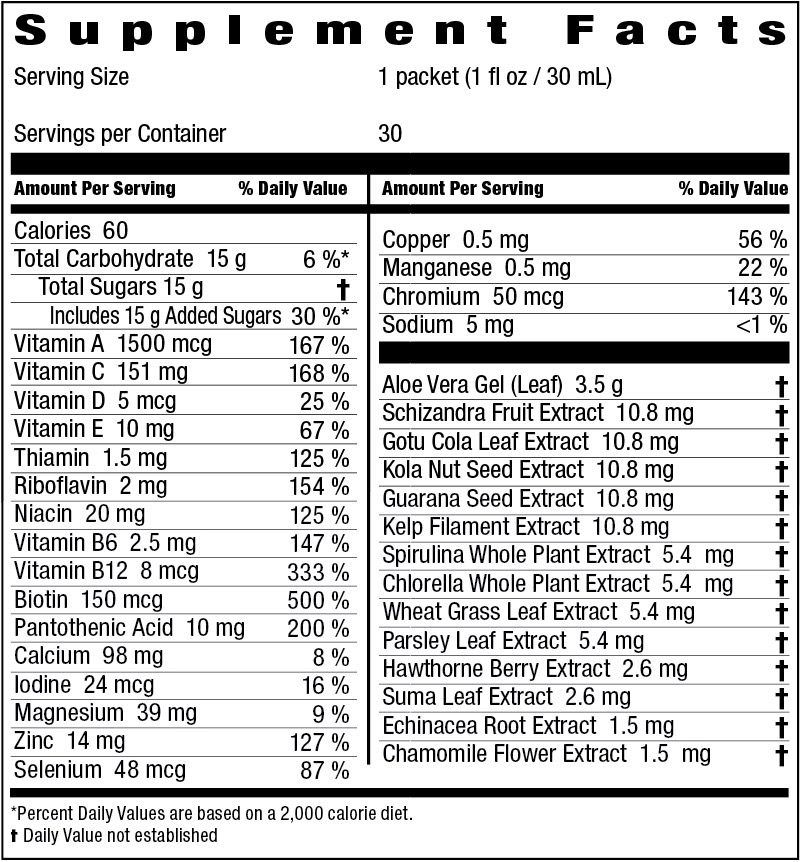 Supplement Facts
Serving Size 1 packet (1 fl oz / 30 mL)
Servings per Container 30
Amount Per Serving % Daily Value
Calories 60
Total Carbohydrate 15 g 6 %*
Total Sugars 15 g †
Includes 15 g Added Sugars 30 %*
Vitamin A 1500 mcg 167 %
Vitamin C 151 mg 168 %
Vitamin D 5 mcg 25 %
Vitamin E 10 mg 67 %
Thiamin 1.5 mg 125 %
Riboflavin 2 mg 154 %
Niacin 20 mg 125 %
Vitamin B6 2.5 mg 147 %
Vitamin B12 8 mcg 333 %
Biotin 150 mcg 500 %
Pantothenic Acid 10 mg 200 %
Calcium 98 mg 8 %
Iodine 24 mcg 16 %
Magnesium 39 mg 9 %
Zinc 14 mg 127 %
Selenium 48 mcg 87 %
Amount Per Serving % Daily Value
Copper 0.5 mg 56 %
Manganese 0.5 mg 22 %
Chromium 50 mcg 143 %
Sodium 5 mg <1 %
Aloe Vera Gel (Leaf) 3.5 g †
Schizandra Fruit Extract 10.8 mg †
Gotu Cola Leaf Extract 10.8 mg †
Kola Nut Seed Extract 10.8 mg †
Guarana Seed Extract 10.8 mg †
Kelp Filament Extract 10.8 mg †
Spirulina Whole Plant Extract 5.4 mg †
Chlorella Whole Plant Extract 5.4 mg †
Wheat Grass Leaf Extract 5.4 mg †
Parsley Leaf Extract 5.4 mg †
Hawthorne Berry Extract 2.6 mg †
Suma Leaf Extract 2.6 mg †
Echinacea Root Extract 1.5 mg †
Chamomile Flower Extract 1.5 mg †
*Percent Daily Values are based on a 2,000 calorie diet.
† Daily Value not established